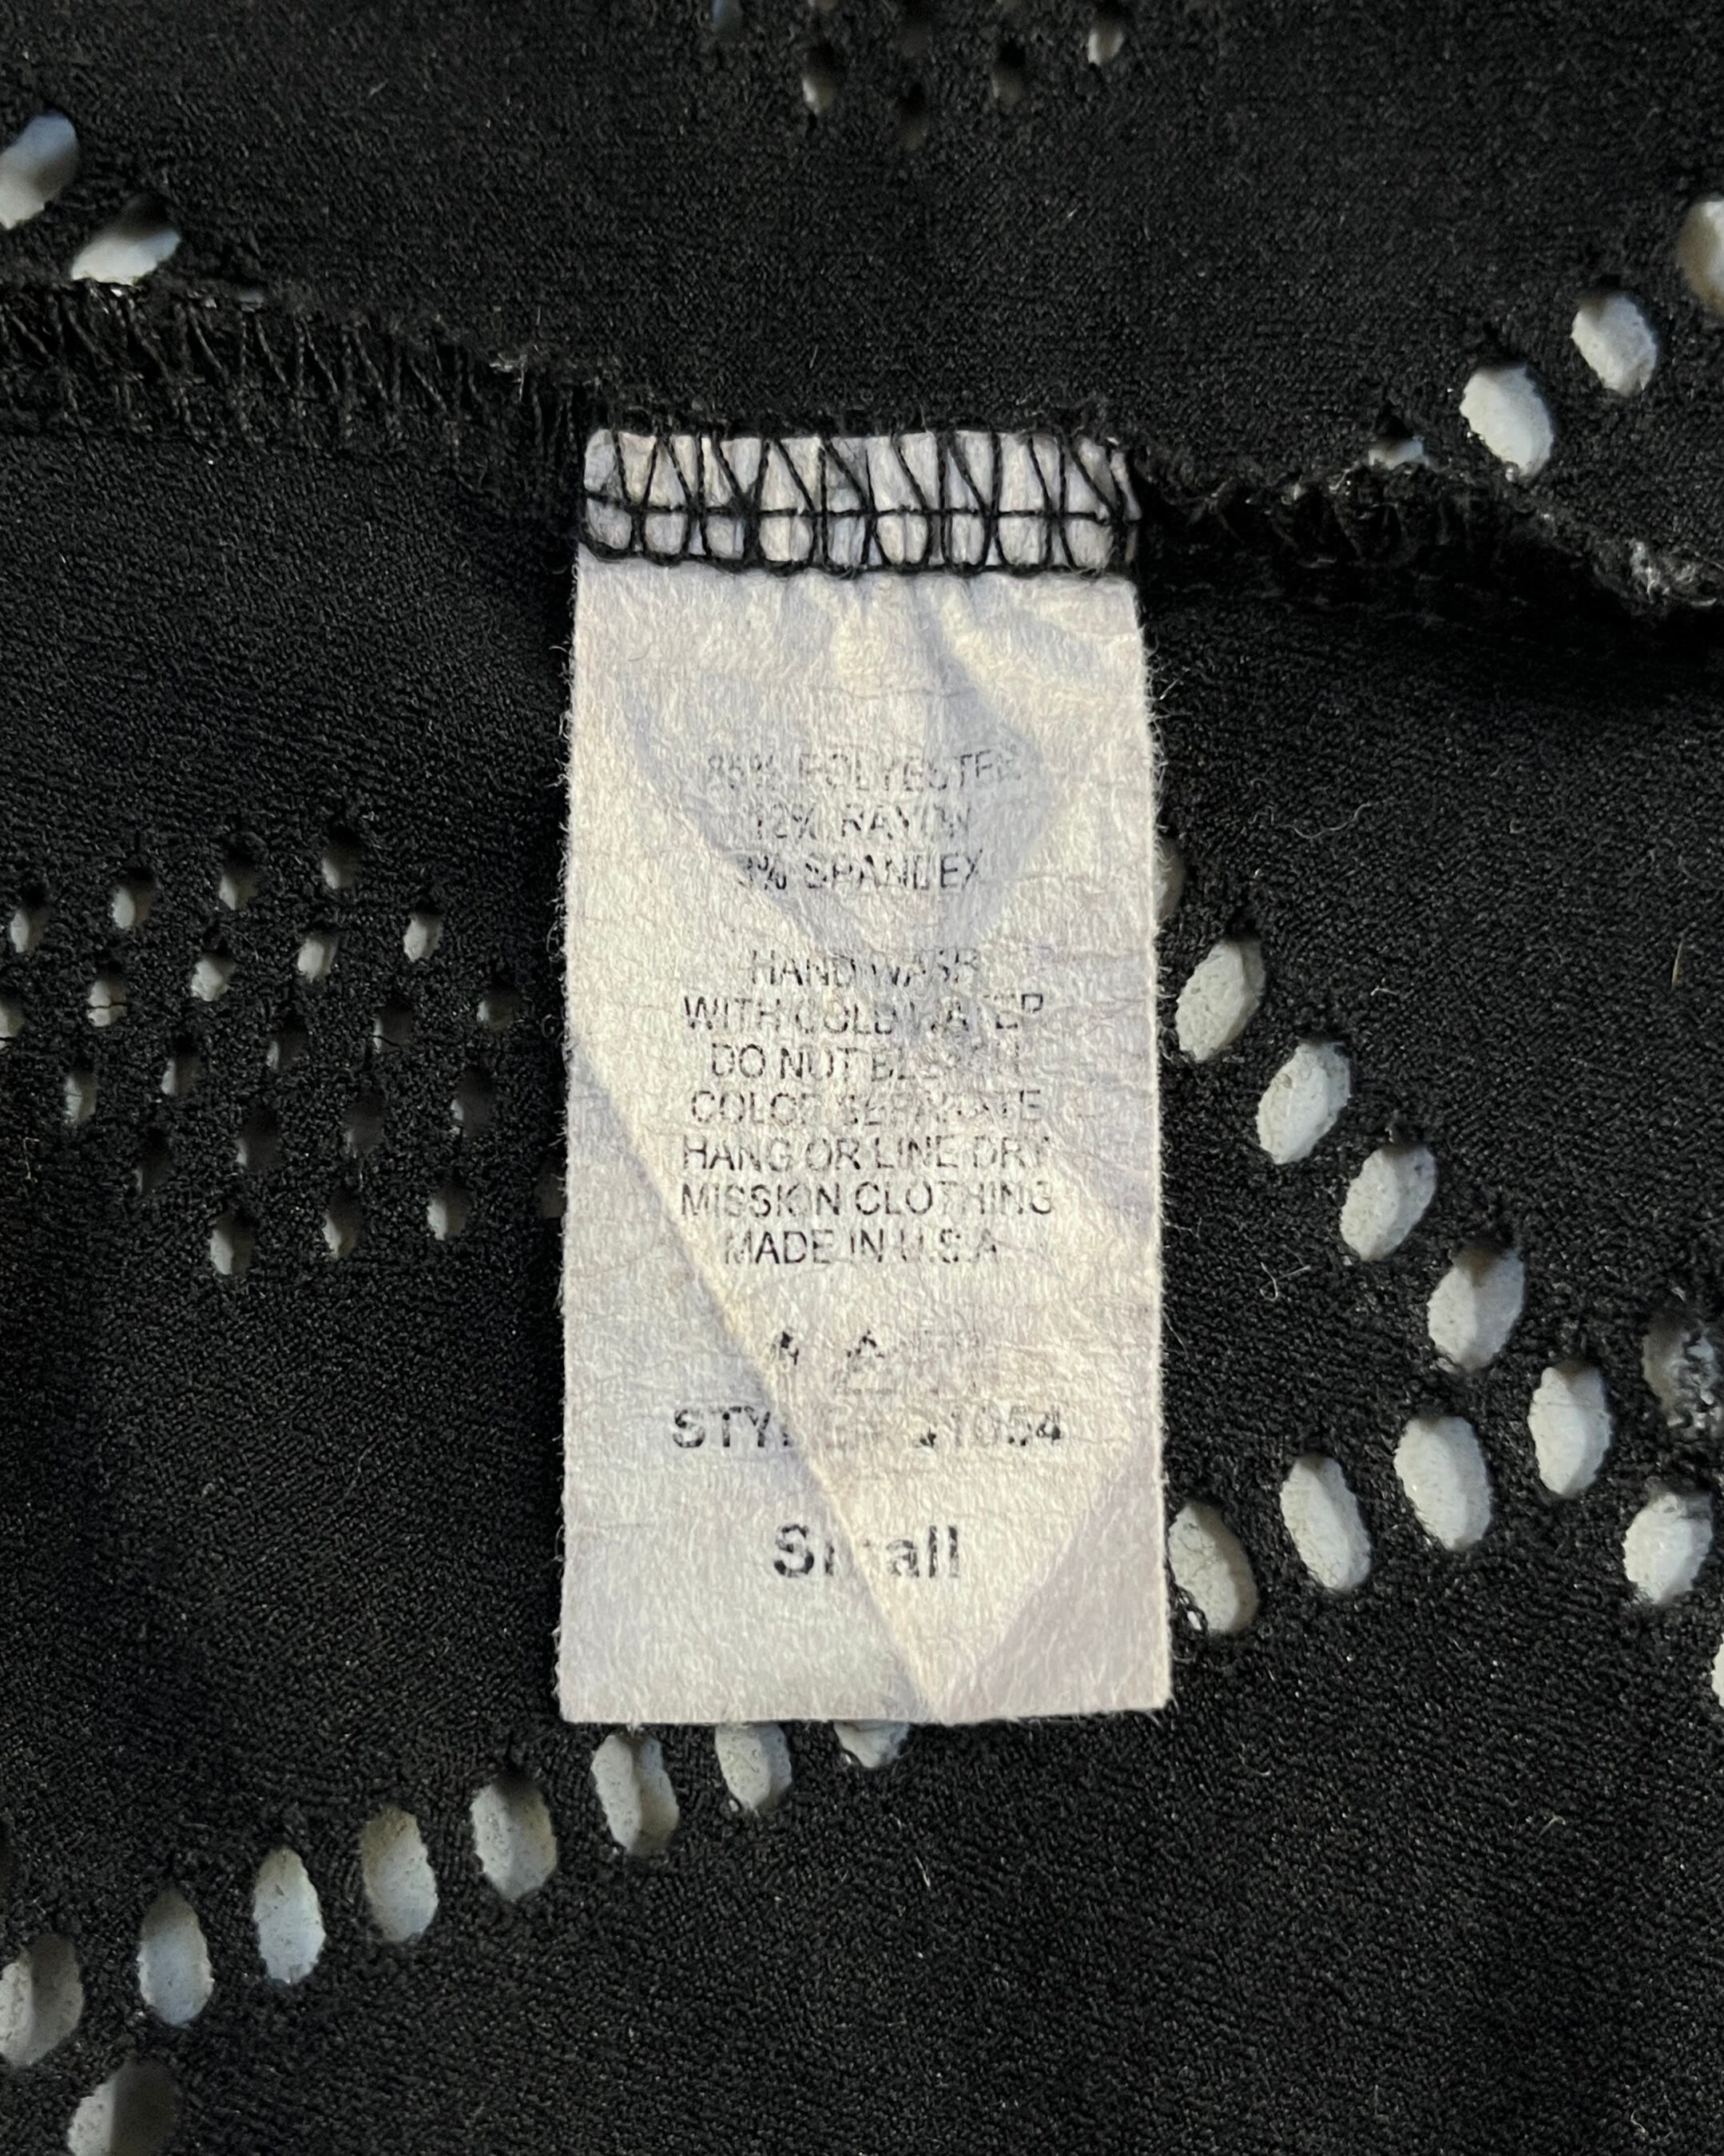 85% POLYESTER
12% RAYON
3% SPANDEX
HAND WASH
WITH COLD WATER
DO NOT BLEACH
COLOR SEPARATE
HANG OR LINE DRY
MISSION CLOTHING
MADE IN U.S.A
STYLE#
Small